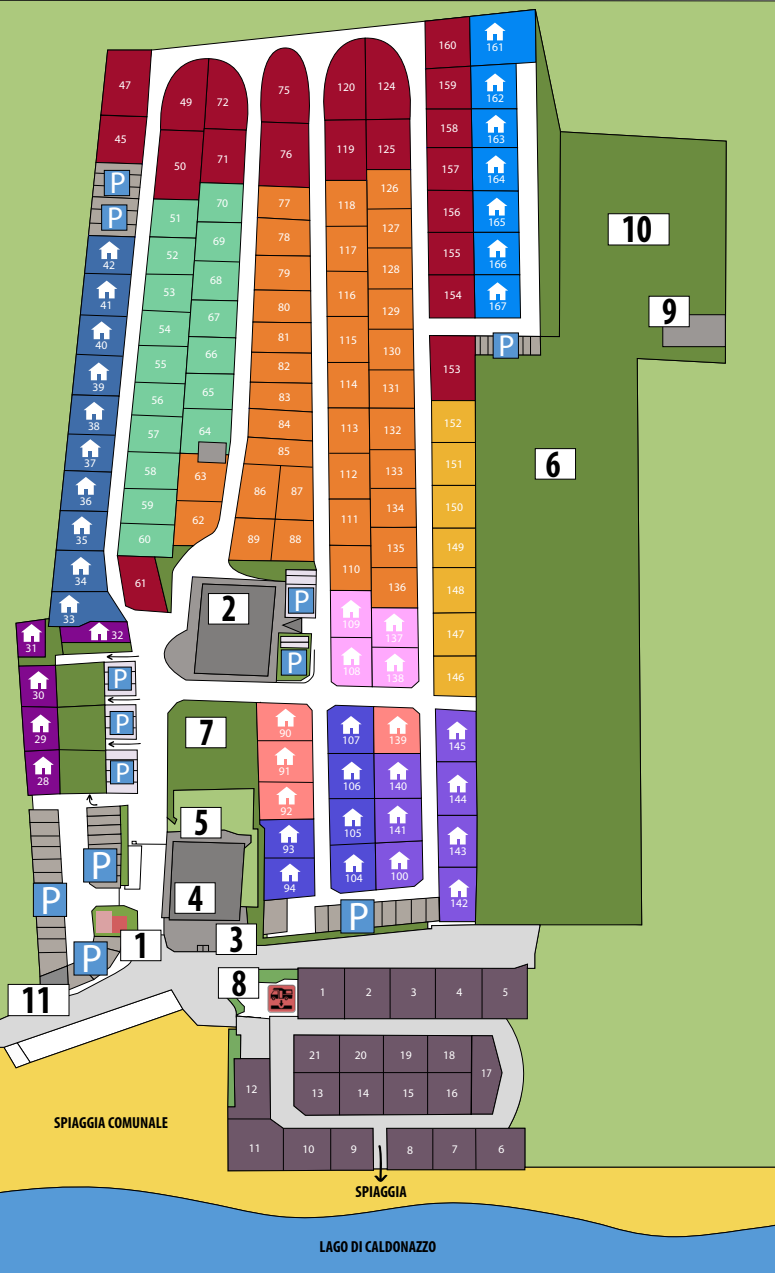 160 161
47 159 162
49 72 75 120 124
45 158 163
50 71 76 119 125 157 164
P
P
51 70 77 118 126 156 165
10
52 69 78 117 127 155 166
42
53 68 79 116 128 154 167
41
9
54 67 80 115 129
40
66 81 130
P
39 55 65 82 114 131 153
38 56 64 83 113 132 152
37 57 84 85
6
36 58 63 86 87 112 133 151
35 59 62 89 88 111 134 150
34 60 110 135 149
33 61 2 P 109 136 148
31 32 137 147
30 P P 108 138 146
29 P 7 90 107 139 145
28 P 91 106 140 144
5 92 105 141 143
P 93 104 100 142
P 4 94 P
1 3
P
11 8 1 2 3 4 5
21 20 19 18 17
12 13 14 15 16
SPIAGGIA COMUNALE
11 10 9 8 7 6
SPIAGGIA
LAGO DI CALDONAZZO